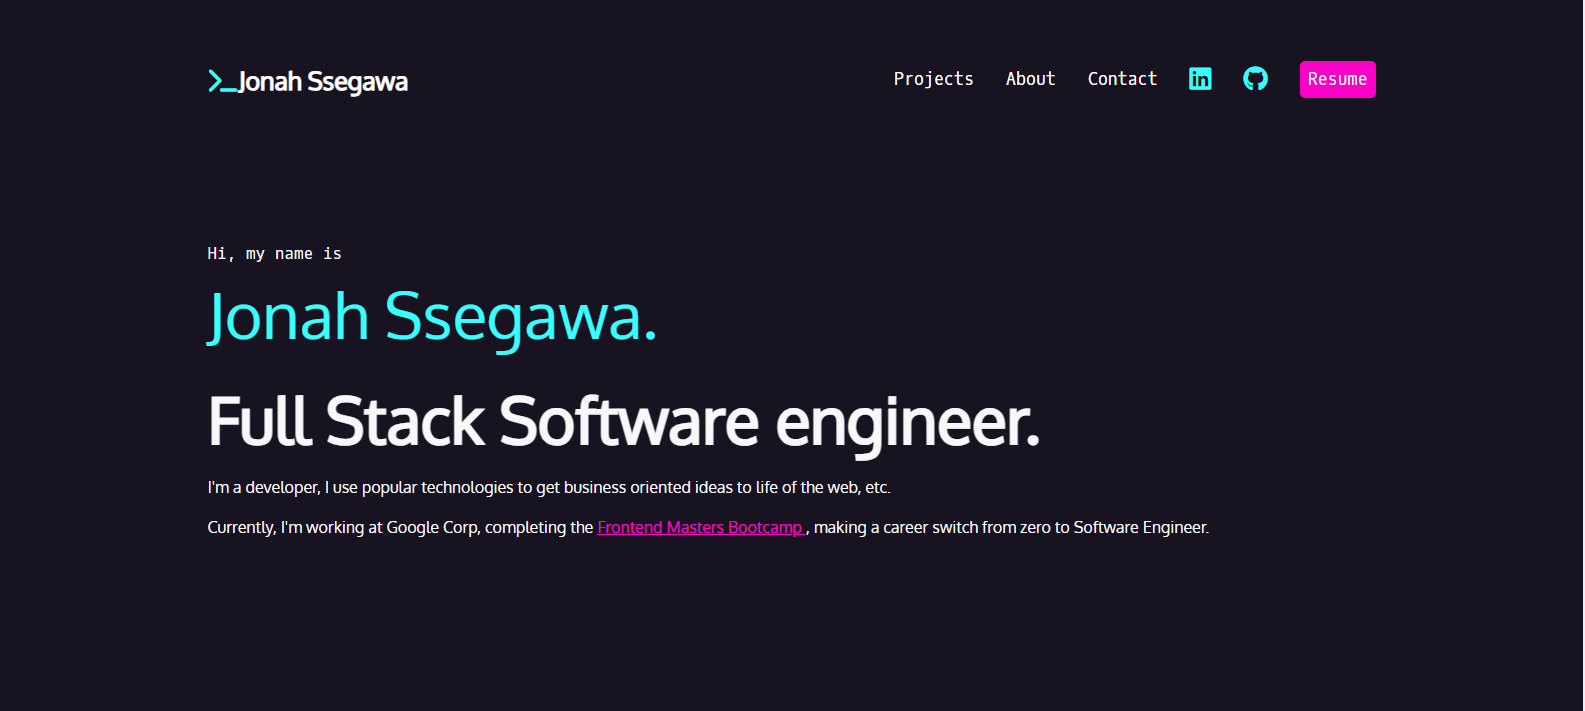 >_Jonah Ssegawa
Projects About Contact in Resume
Hi, my name is
Jonah Ssegawa.
Full Stack Software engineer.
I'm a developer, I use popular technologies to get business oriented ideas to life of the web, etc.
Currently, I'm working at Google Corp, completing the Frontend Masters Bootcamp , making a career switch from zero to Software Engineer.